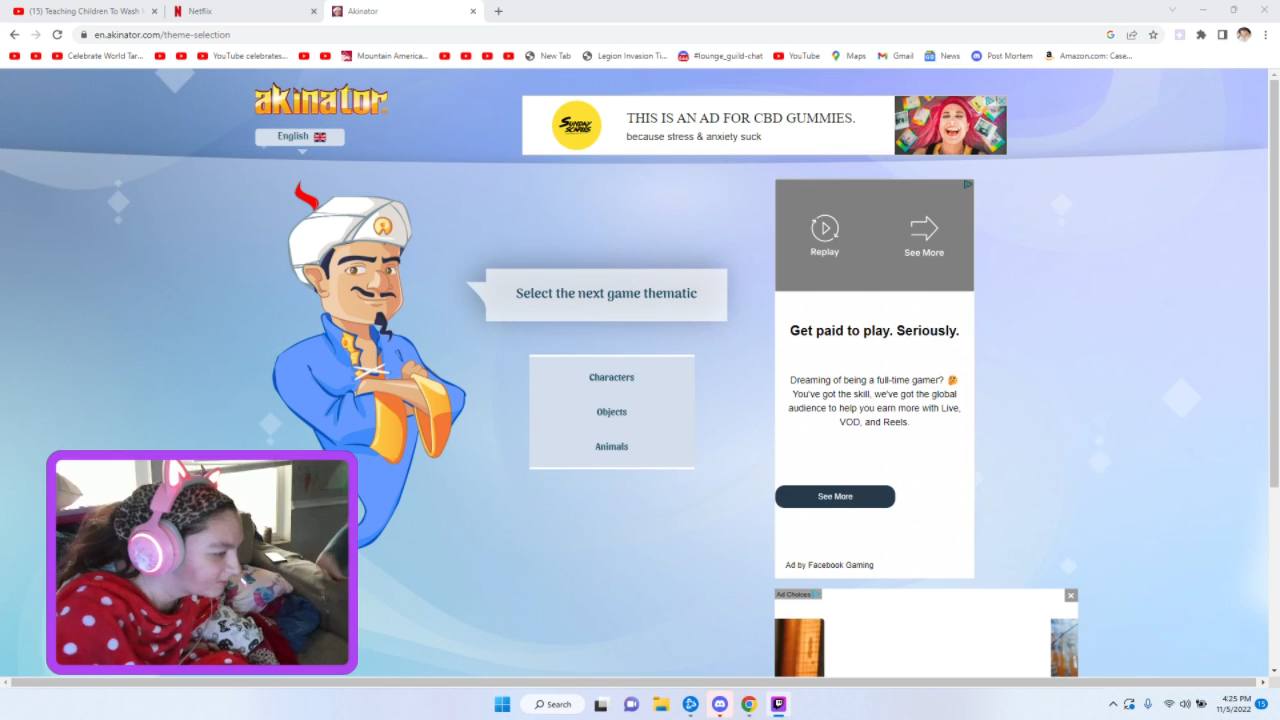 (15) Teaching Children To Wash
Netflix
Akinator
en.akinator.com/theme-selection
Celebrate World Tar...
YouTube celebrates...
Mountain America...
New Tab
Legion Invasion Ti...
#lounge_guild-chat
YouTube
Maps
Gmail
News
Post Mortem
Amazon.com: Case...
akinator
English
SUNDAY SCARIES
THIS IS AN AD FOR CBD GUMMIES.
because stress & anxiety suck
Replay
See More
Select the next game thematic
Characters
Objects
Animals
Get paid to play. Seriously.
Dreaming of being a full-time gamer? 🤔
You've got the skill, we've got the global
audience to help you earn more with Live,
VOD, and Reels.
See More
Ad by Facebook Gaming
Ad Choices
Search
4:25 PM
11/5/2022
15